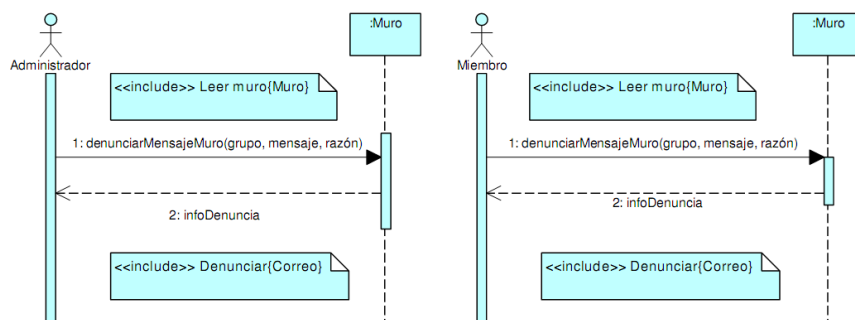 :Muro
Administrador
<<include>> Leer muro{Muro}
1: denunciarMensajeMuro(grupo, mensaje, razón)
2: infoDenuncia
<<include>> Denunciar{Correo}
:Muro
Miembro
<<include>> Leer muro{Muro}
1: denunciarMensajeMuro(grupo, mensaje, razón)
2: infoDenuncia
<<include>> Denunciar{Correo}